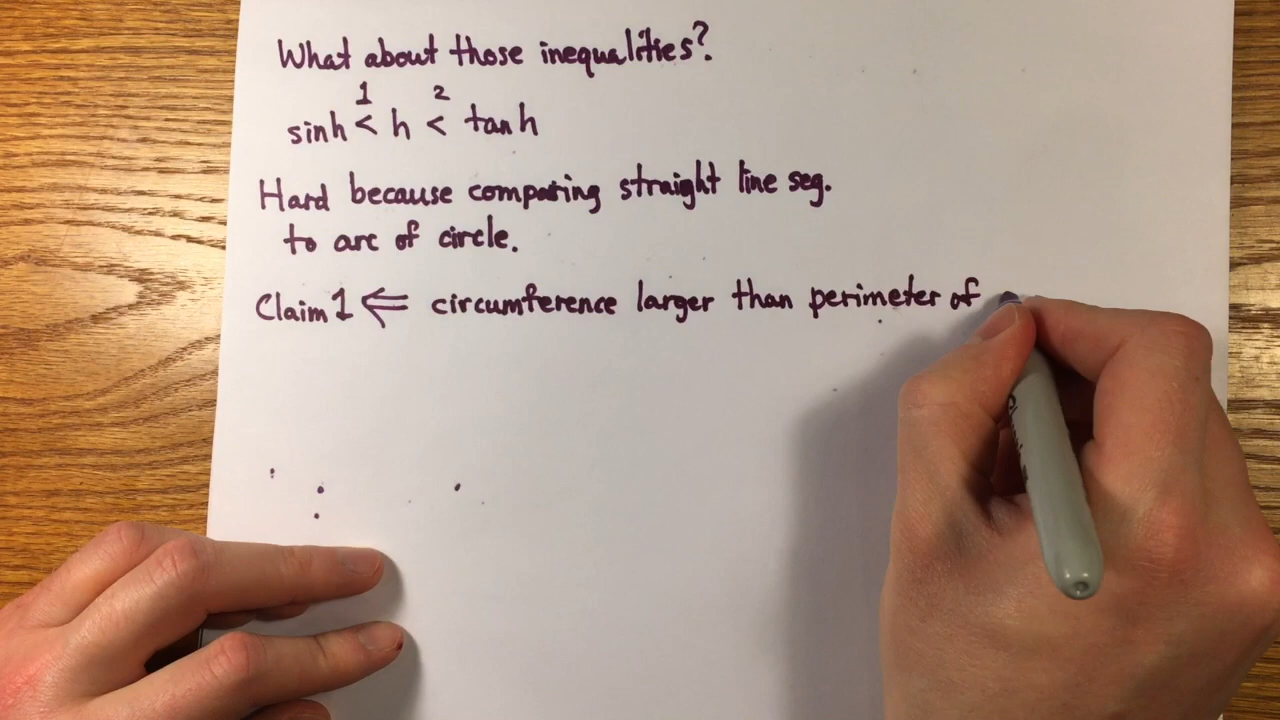 What about those inequalities?
1 2
sinh < h < tanh
Hard because comparing straight line seg.
to arc of circle.
Claim 1 ⇐ circumference larger than perimeter of